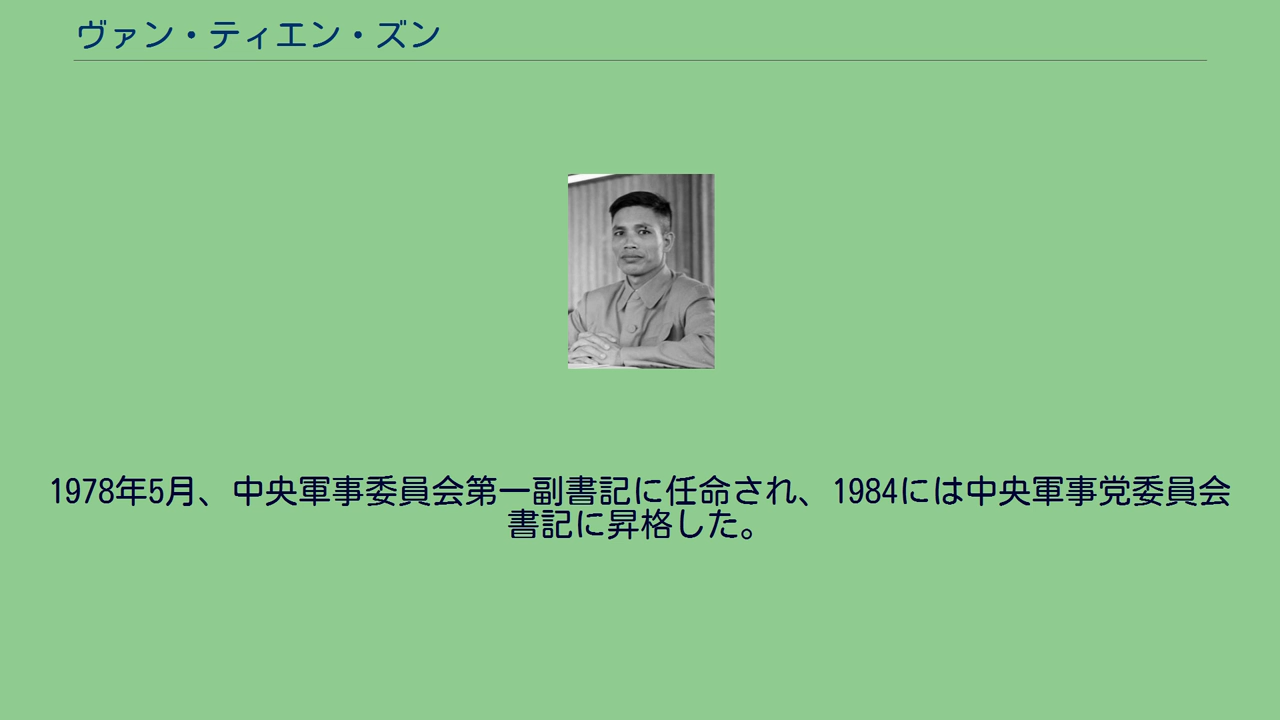 ヴァン・ティエン・ズン
1978年5月、中央軍事委員会第一副書記に任命され、1984には中央軍事党委員会
書記に昇格した。